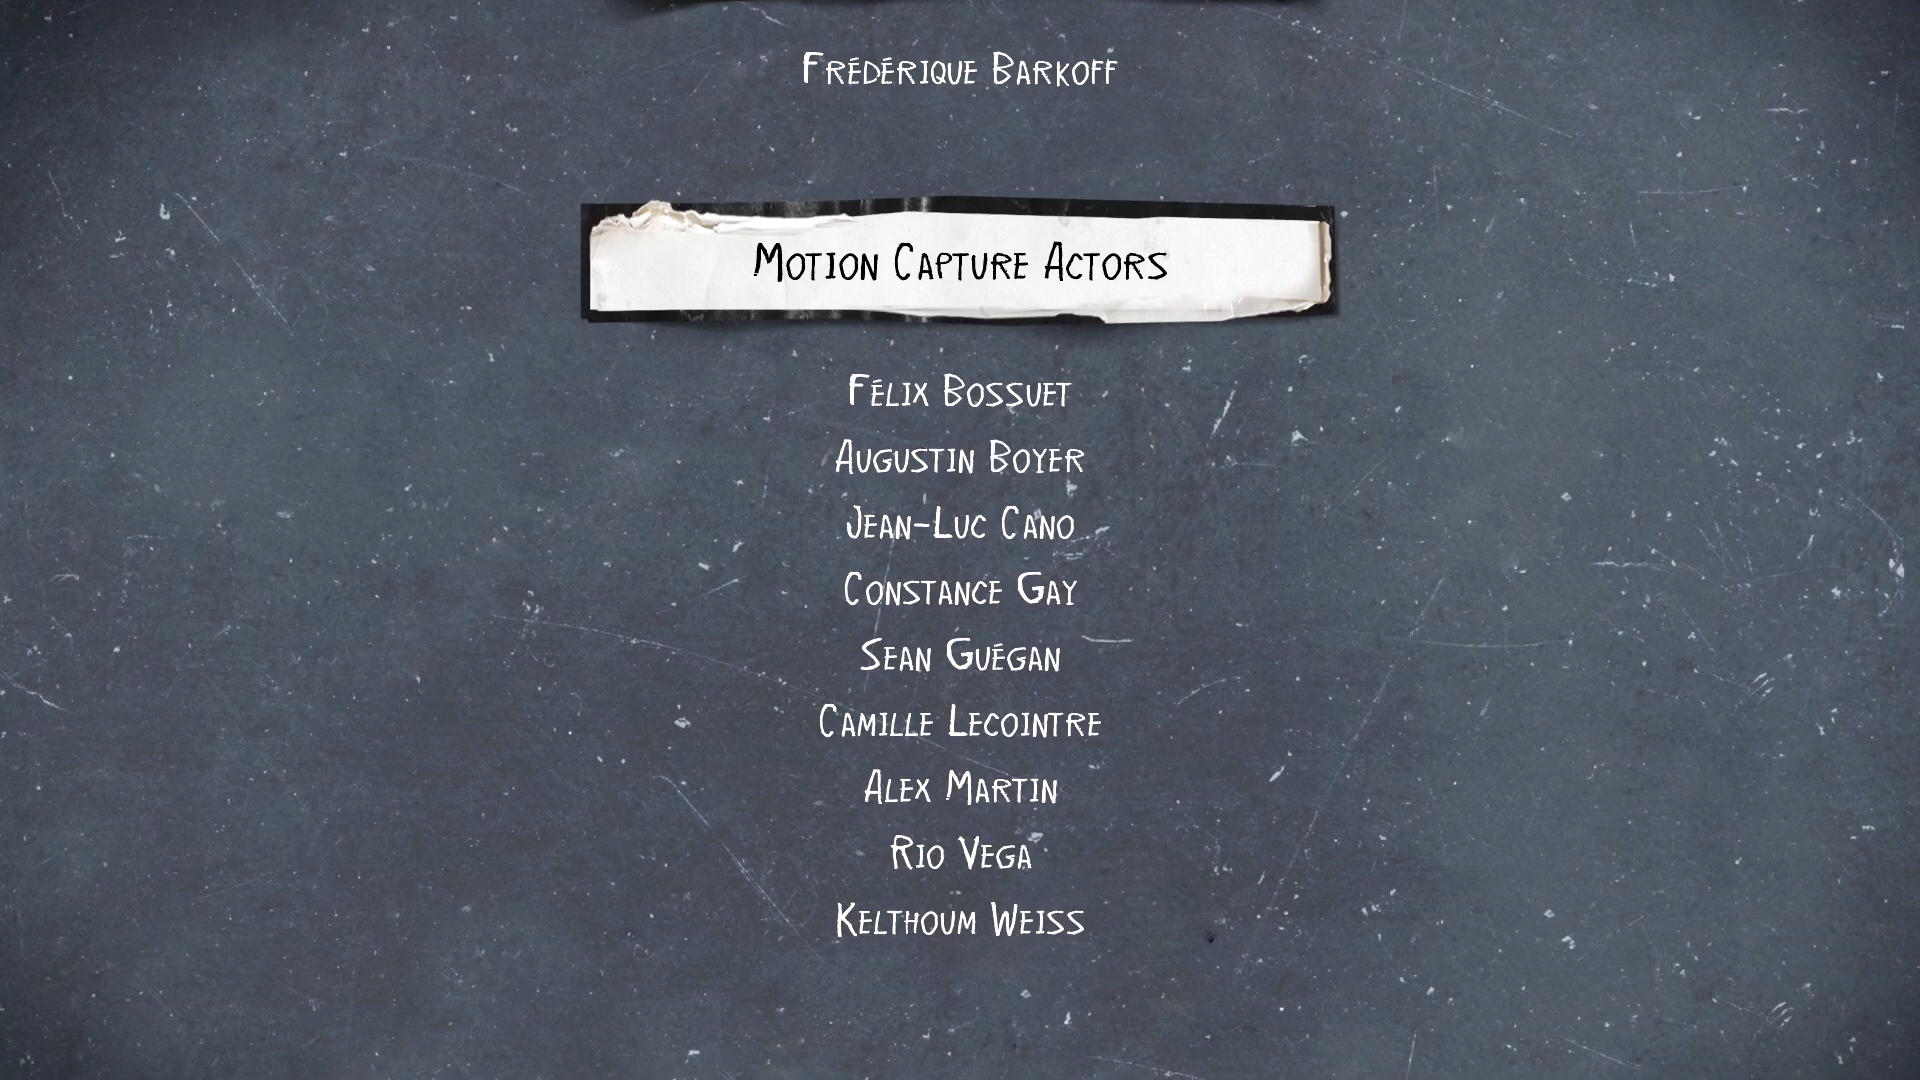 Frédérique Barkoff
Motion Capture Actors
Félix Bossuet
Augustin Boyer
Jean-Luc Cano
Constance Gay
Sean Guégan
Camille Lecointre
Alex Martin
Rio Vega
Kelthoum Weiss